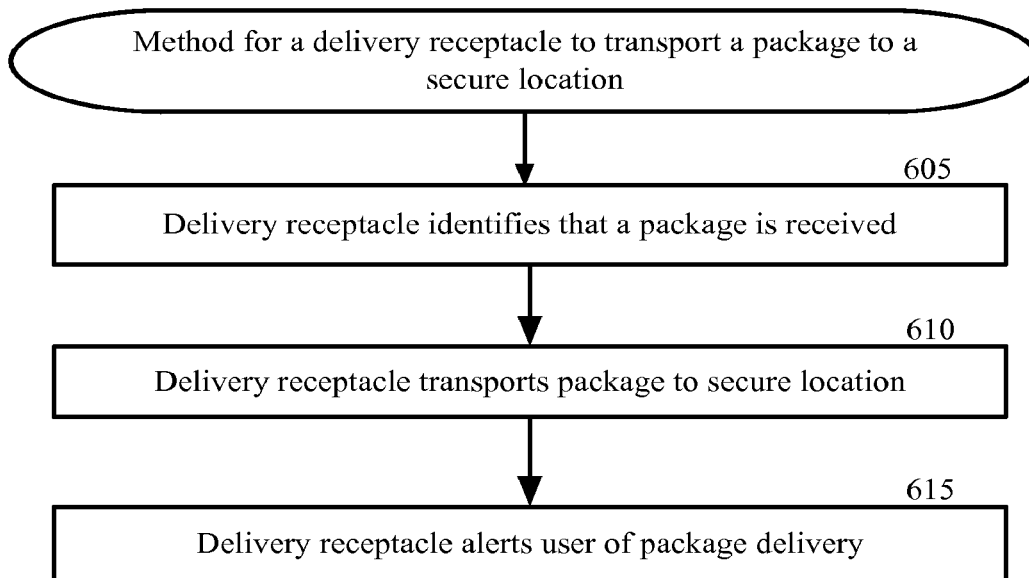 Method for a delivery receptacle to transport a package to a
secure location
605
Delivery receptacle identifies that a package is received
610
Delivery receptacle transports package to secure location
615
Delivery receptacle alerts user of package delivery